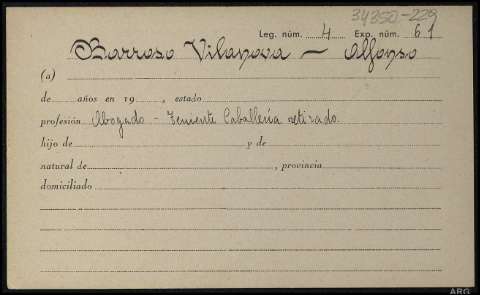 34350-229
Leg. núm. 4 Exp. núm. 61
Barroso Vilanova — Alfonso
(a)
de años en 19 , estado
profesión Abogado - Teniente Caballería retirado.
hijo de y de
natural de , provincia
domiciliado
ARG